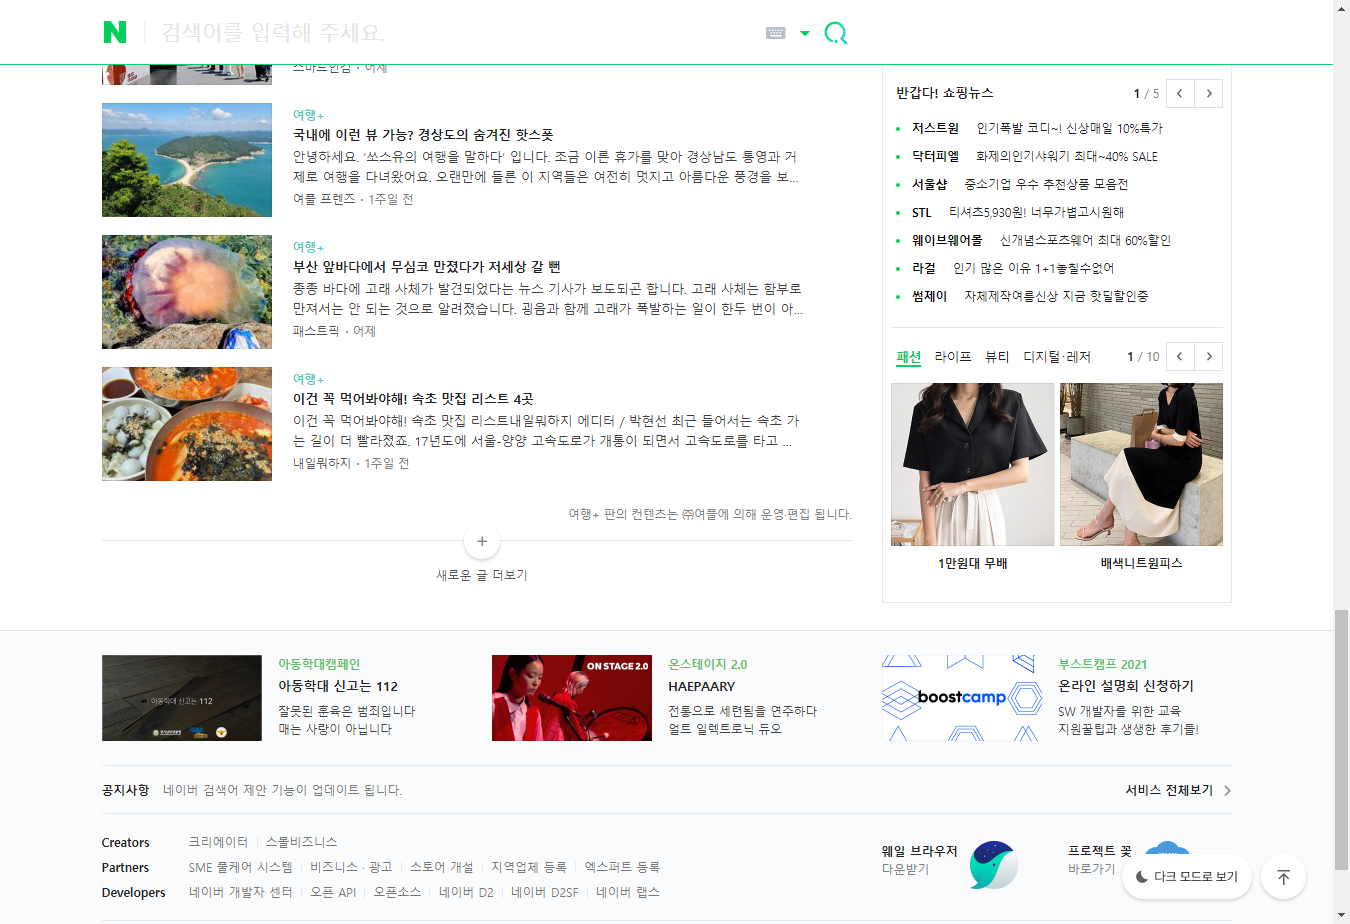 N 검색어를 입력해 주세요.
스마트인컴 · 어제
여행+
국내에 이런 뷰 가능? 경상도의 숨겨진 핫스폿
안녕하세요. '쏘스유의 여행을 말하다' 입니다. 조금 이른 휴가를 맞아 경상남도 통영과 거
제로 여행을 다녀왔어요. 오랜만에 들른 이 지역들은 여전히 멋지고 아름다운 풍경을 보...
여플 프렌즈 · 1주일 전
여행+
부산 앞바다에서 무심코 만졌다가 저세상 갈 뻔
종종 바다에 고래 사체가 발견되었다는 뉴스 기사가 보도되곤 합니다. 고래 사체는 함부로
만져서는 안 되는 것으로 알려졌습니다. 굉음과 함께 고래가 폭발하는 일이 한두 번이 아...
패스트픽 · 어제
여행+
이건 꼭 먹어봐야해! 속초 맛집 리스트 4곳
이건 꼭 먹어봐야해! 속초 맛집 리스트내일뭐하지 에디터 / 박현선 최근 들어서는 속초 가
는 길이 더 빨라졌죠. 17년도에 서울-양양 고속도로가 개통이 되면서 고속도로를 타고 ...
내일뭐하지 · 1주일 전
여행+ 판의 컨텐츠는 ㈜여플에 의해 운영·편집 됩니다.
새로운 글 더보기
반갑다! 쇼핑뉴스 1 / 5
저스트원 인기폭발 코디~! 신상매일 10%특가
닥터피엘 화제의인기샤워기 최대~40% SALE
서울샵 중소기업 우수 추천상품 모음전
STL 티셔츠5,930원! 너무가볍고시원해
웨이브웨어몰 신개념스포츠웨어 최대 60%할인
라걸 인기 많은 이유 1+1놓칠수없어
썸제이 자체제작여름신상 지금 핫딜할인중
패션 라이프 뷰티 디지털·레저 1 / 10
1만원대 무배 배색니트원피스
아동학대 신고는 112
아동학대캠페인
아동학대 신고는 112
잘못된 훈육은 범죄입니다
매는 사랑이 아닙니다
ON STAGE 2.0
온스테이지 2.0
HAEPAARY
전통으로 세련됨을 연주하다
얼트 일렉트로닉 듀오
boostcamp
부스트캠프 2021
온라인 설명회 신청하기
SW 개발자를 위한 교육
지원꿀팁과 생생한 후기들!
공지사항 네이버 검색어 제안 기능이 업데이트 됩니다. 서비스 전체보기
Creators 크리에이터 스몰비즈니스
Partners SME 풀케어 시스템 비즈니스 · 광고 스토어 개설 지역업체 등록 엑스퍼트 등록
Developers 네이버 개발자 센터 오픈 API 오픈소스 네이버 D2 네이버 D2SF 네이버 랩스
웨일 브라우저
다운받기
프로젝트 꽃
바로가기
다크 모드로 보기